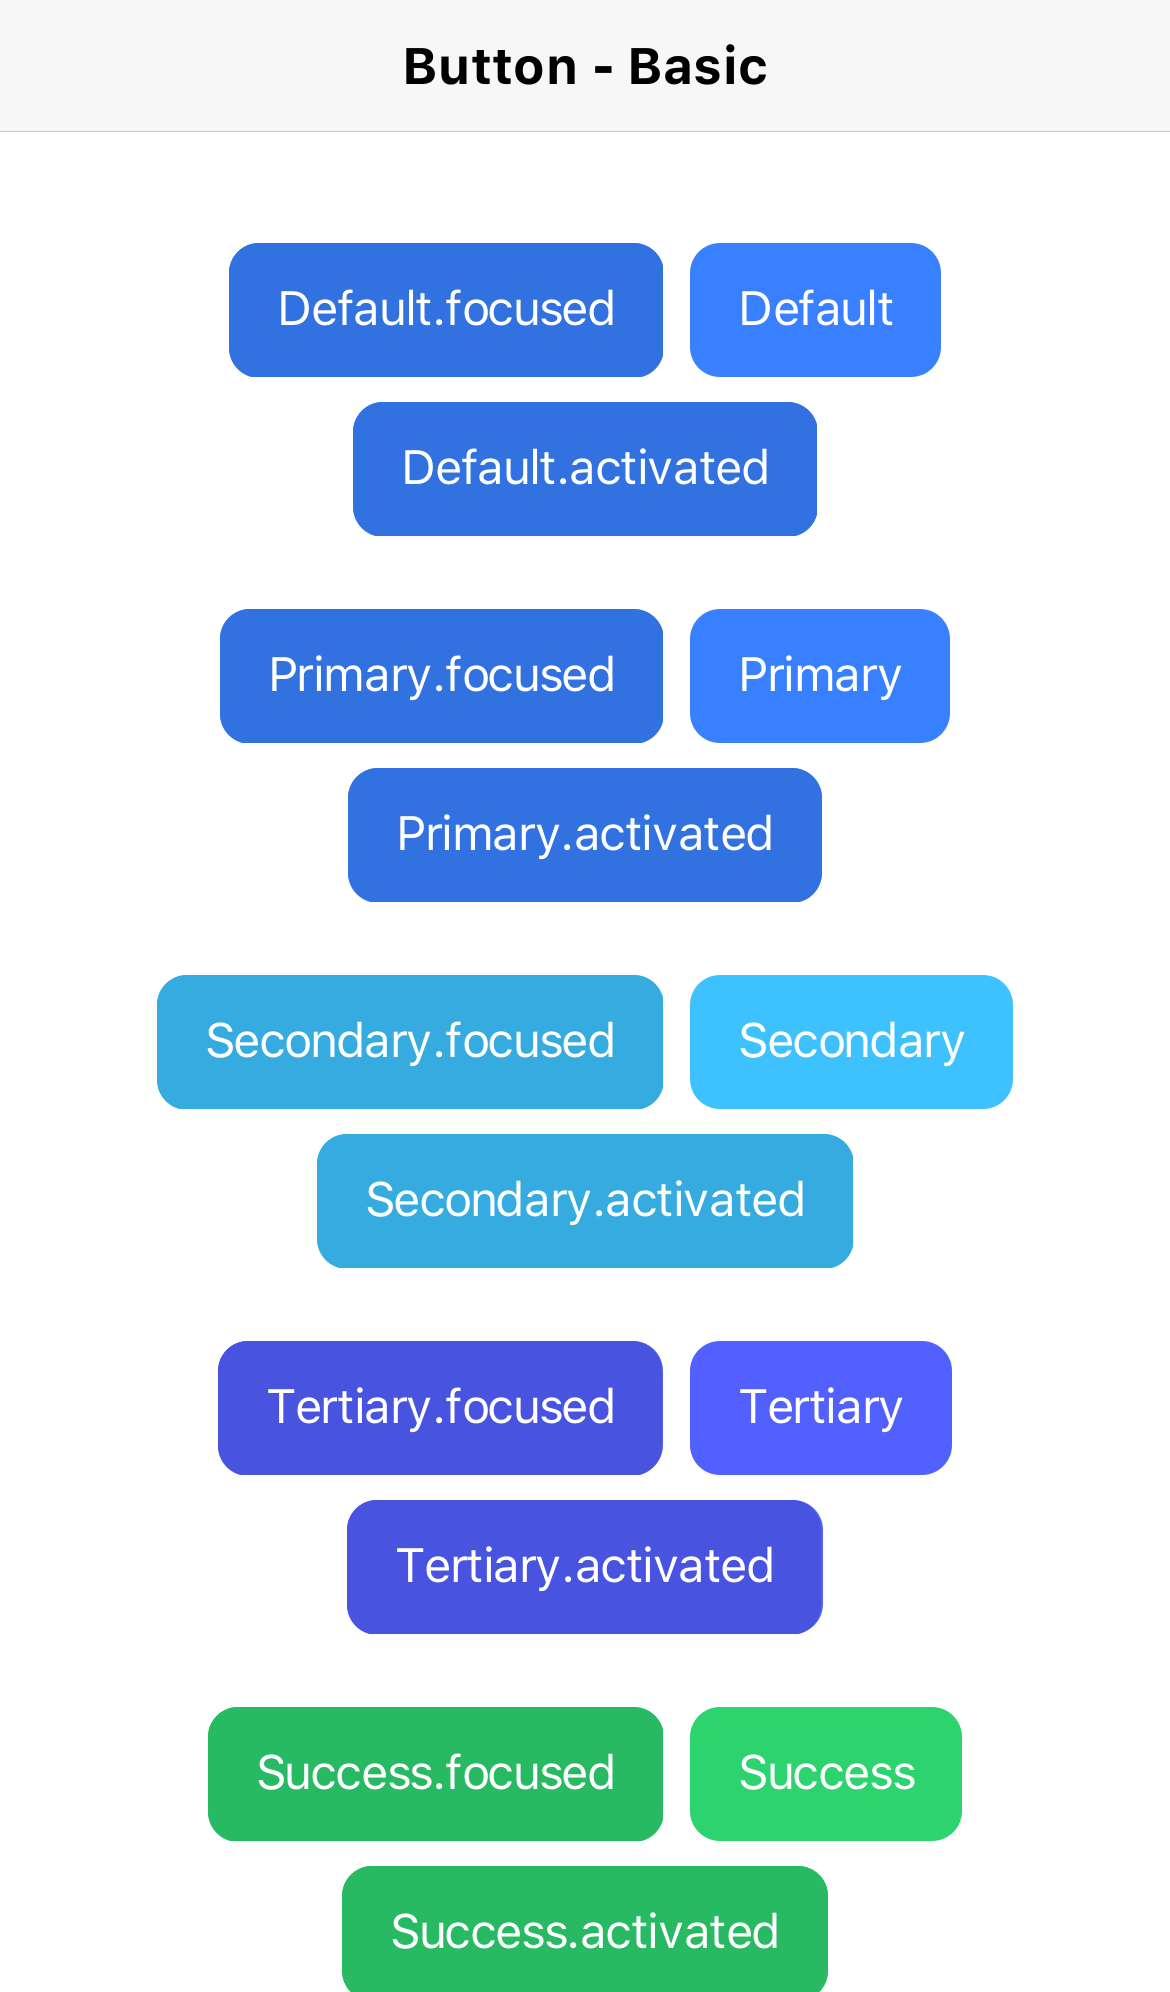 Button - Basic
Default.focused Default
Default.activated
Primary.focused Primary
Primary.activated
Secondary.focused Secondary
Secondary.activated
Tertiary.focused Tertiary
Tertiary.activated
Success.focused Success
Success.activated